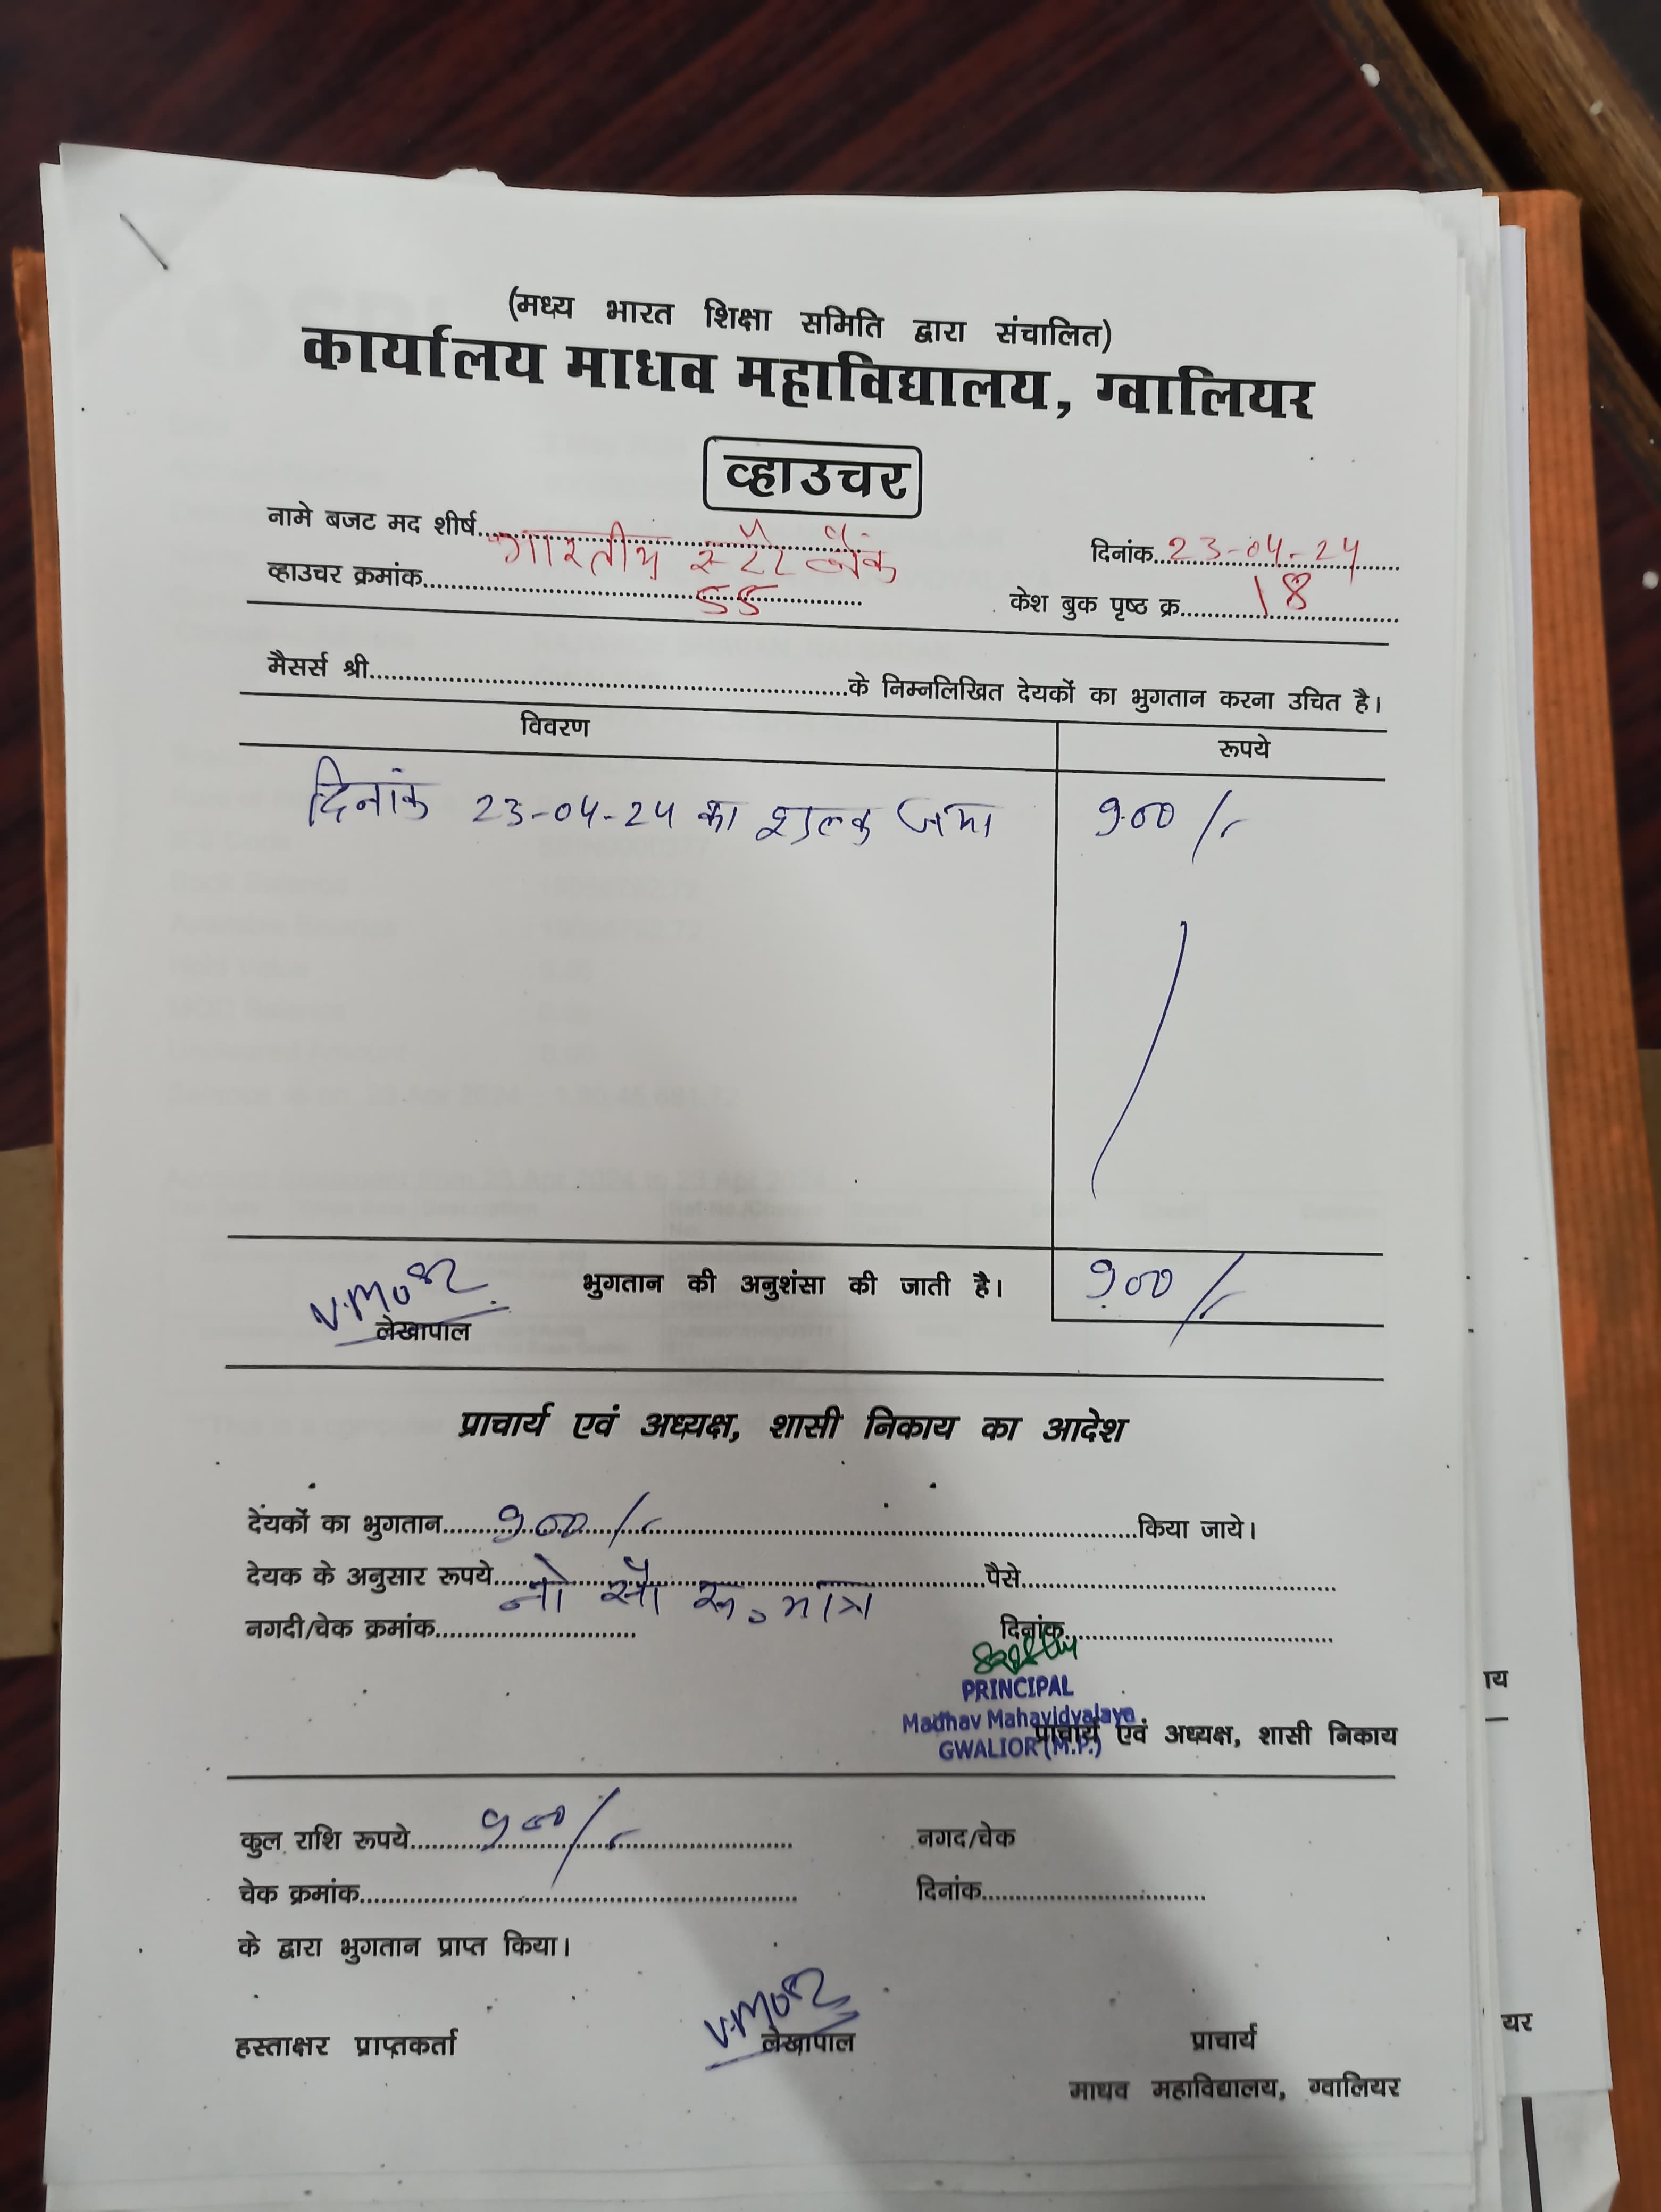 (मध्य भारत शिक्षा समिति द्वारा संचालित)
कार्यालय माधव महाविद्यालय, ग्वालियर
व्हाउचर
नामे बजट मद शीर्ष भारतीय स्टेट बैंक दिनांक 23-04-24
व्हाउचर क्रमांक 55 केश बुक पृष्ठ क्र. 18
मैसर्स श्री के निम्नलिखित देयकों का भुगतान करना उचित है।
विवरण रूपये
दिनांक 23-04-24 का शुल्क जमा 900/-
V.More भुगतान की अनुशंसा की जाती है। 900/-
लेखापाल
प्राचार्य एवं अध्यक्ष, शासी निकाय का आदेश
देयकों का भुगतान 900/- किया जाये।
देयक के अनुसार रूपये नो सौ रू. मात्र पैसे
नगदी/चेक क्रमांक दिनांक
PRINCIPAL
Madhav Mahavidyalaya
GWALIOR (M.P.)
प्राचार्य एवं अध्यक्ष, शासी निकाय
कुल राशि रूपये 900/- नगद/चेक
चेक क्रमांक दिनांक
के द्वारा भुगतान प्राप्त किया।
V.More
हस्ताक्षर प्राप्तकर्ता लेखापाल प्राचार्य
माधव महाविद्यालय, ग्वालियर
ाय
यर